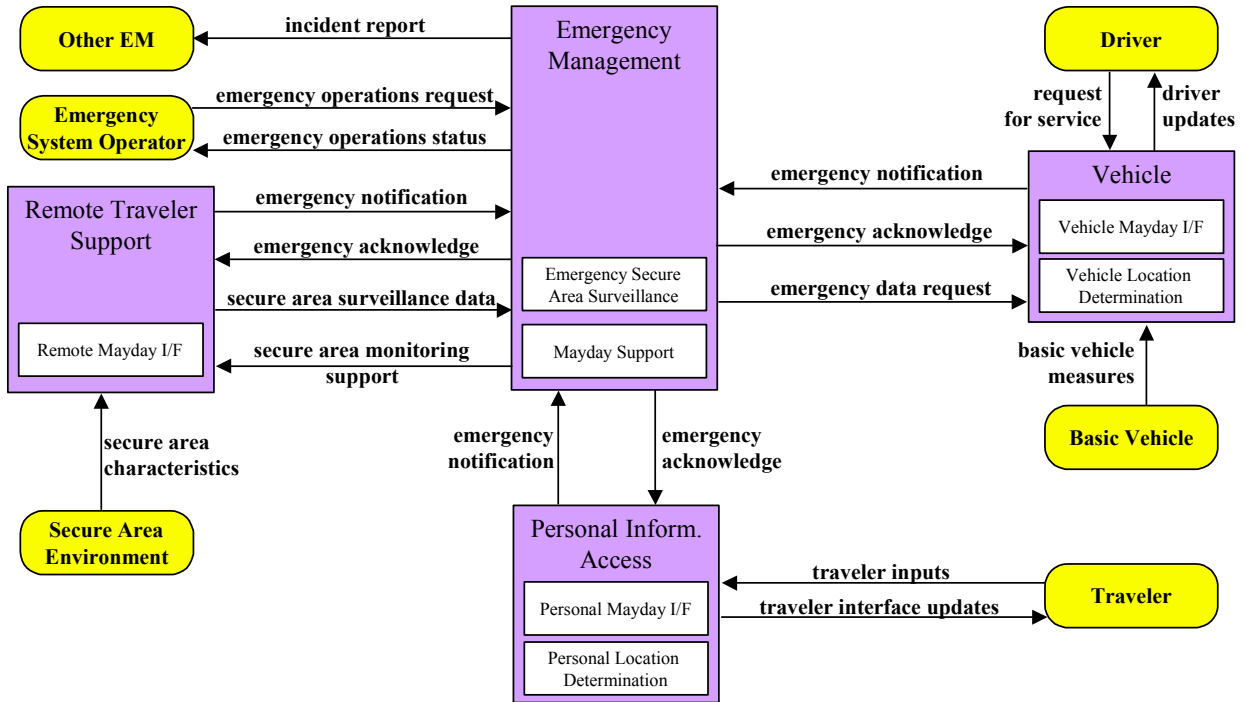 Other EM
incident report
Emergency
Management
Driver
emergency operations request
Emergency
System Operator
emergency operations status
request
for service
driver
updates
Remote Traveler
Support
emergency notification
emergency acknowledge
secure area surveillance data
Remote Mayday I/F
secure area monitoring
support
Emergency Secure
Area Surveillance
Mayday Support
emergency notification
emergency acknowledge
emergency data request
Vehicle
Vehicle Mayday I/F
Vehicle Location
Determination
basic vehicle
measures
Basic Vehicle
secure area
characteristics
Secure Area
Environment
emergency
notification
emergency
acknowledge
Personal Inform.
Access
Personal Mayday I/F
Personal Location
Determination
traveler inputs
traveler interface updates
Traveler